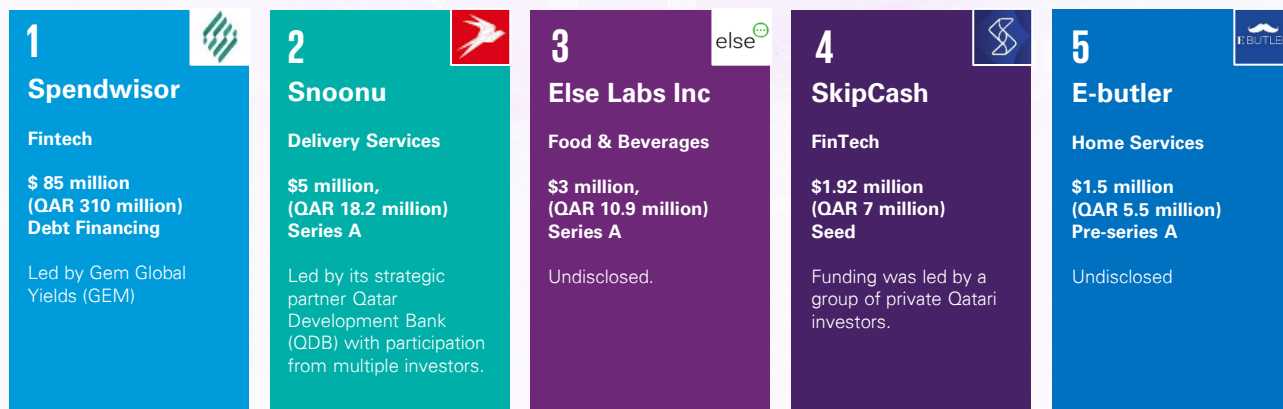 1
Spendwisor
Fintech
$ 85 million
(QAR 310 million)
Debt Financing
Led by Gem Global
Yields (GEM)
2
Snoonu
Delivery Services
$5 million,
(QAR 18.2 million)
Series A
Led by its strategic
partner Qatar
Development Bank
(QDB) with participation
from multiple investors.
3
else
Else Labs Inc
Food & Beverages
$3 million,
(QAR 10.9 million)
Series A
Undisclosed.
4
SkipCash
FinTech
$1.92 million
(QAR 7 million)
Seed
Funding was led by a
group of private Qatari
investors.
5
EBUTLER
E-butler
Home Services
$1.5 million
(QAR 5.5 million)
Pre-series A
Undisclosed